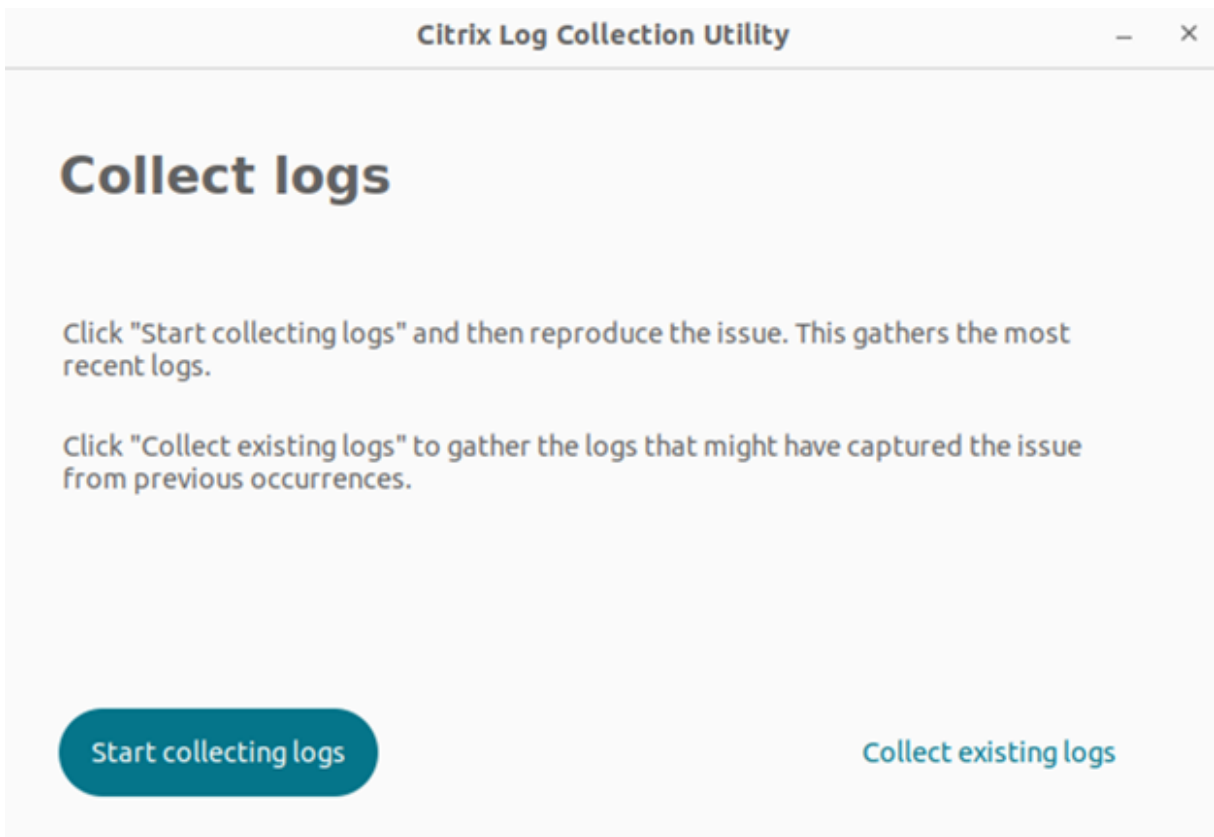 Citrix Log Collection Utility
Collect logs
Click "Start collecting logs" and then reproduce the issue. This gathers the most
recent logs.
Click "Collect existing logs" to gather the logs that might have captured the issue
from previous occurrences.
Start collecting logs
Collect existing logs